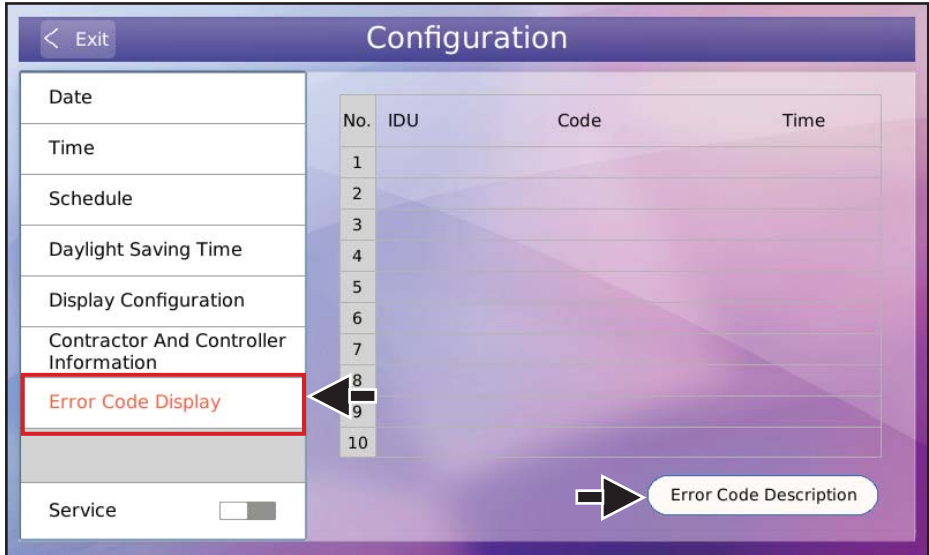 Exit
Configuration
Date
Time
Schedule
Daylight Saving Time
Display Configuration
Contractor And Controller
Information
Error Code Display
Service
No. IDU Code Time
1
2
3
4
5
6
7
8
9
10
Error Code Description